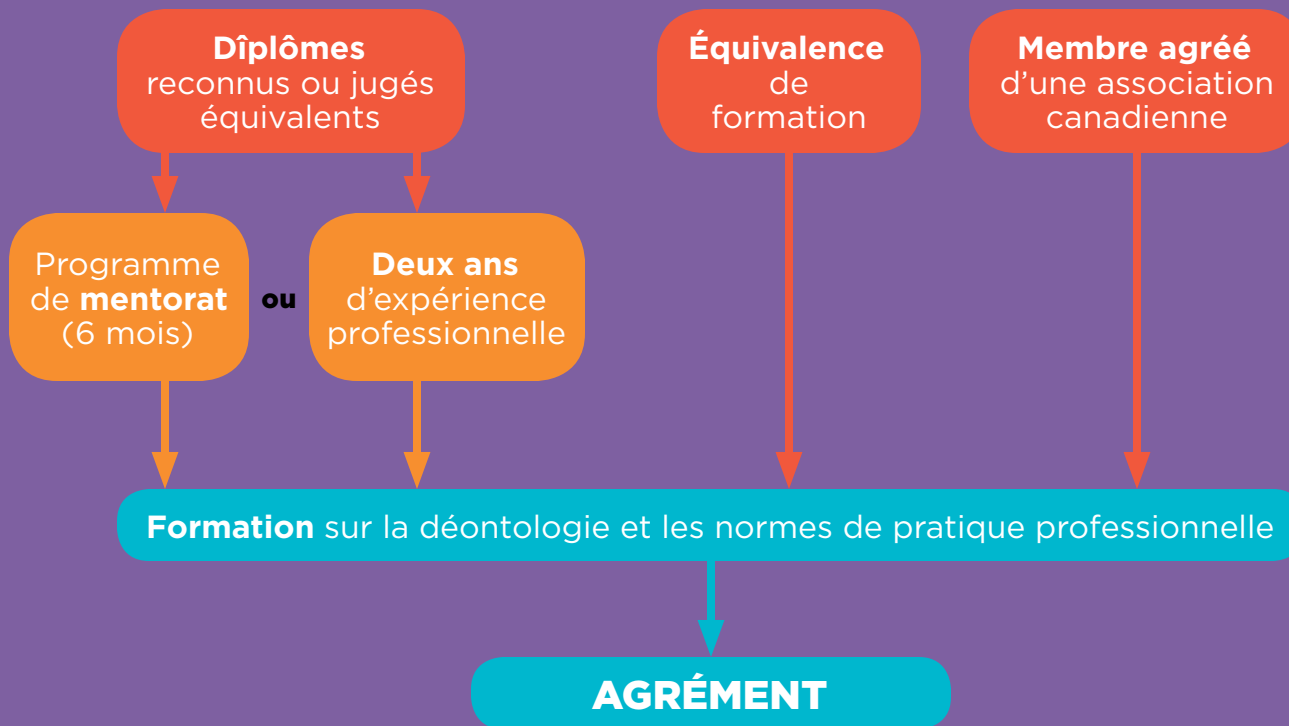 Dîplômes
reconnus ou jugés
équivalents
Équivalence
de
formation
Membre agréé
d'une association
canadienne
Programme
de mentorat
(6 mois)
ou
Deux ans
d'expérience
professionnelle
Formation sur la déontologie et les normes de pratique professionnelle
AGRÉMENT